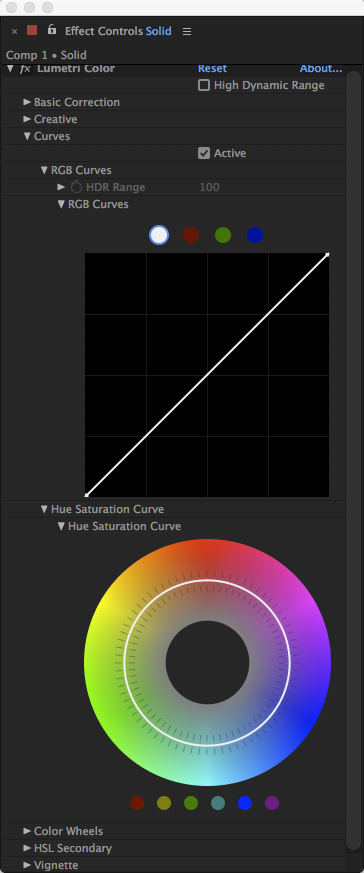 Effect Controls Solid
Comp 1 • Solid
fx Lumetri Color Reset About...
High Dynamic Range
Basic Correction
Creative
Curves
Active
RGB Curves
HDR Range 100
RGB Curves
Hue Saturation Curve
Hue Saturation Curve
Color Wheels
HSL Secondary
Vignette